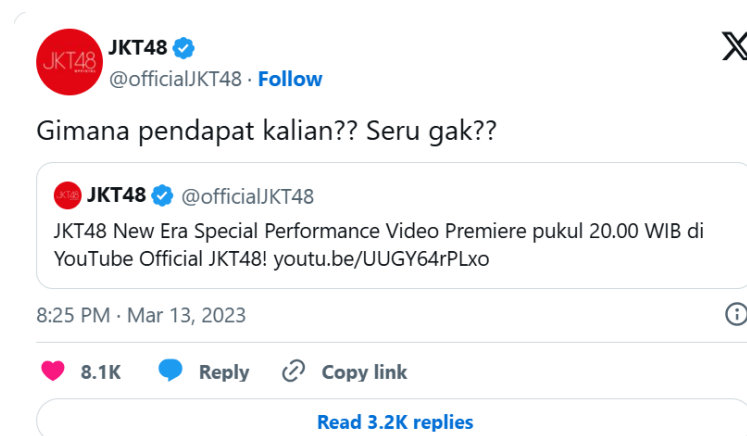 JKT48
@officialJKT48 · Follow
Gimana pendapat kalian?? Seru gak??
JKT48 @officialJKT48
JKT48 New Era Special Performance Video Premiere pukul 20.00 WIB di
YouTube Official JKT48! youtu.be/UUGY64rPLxo
8:25 PM · Mar 13, 2023
8.1K Reply Copy link
Read 3.2K replies